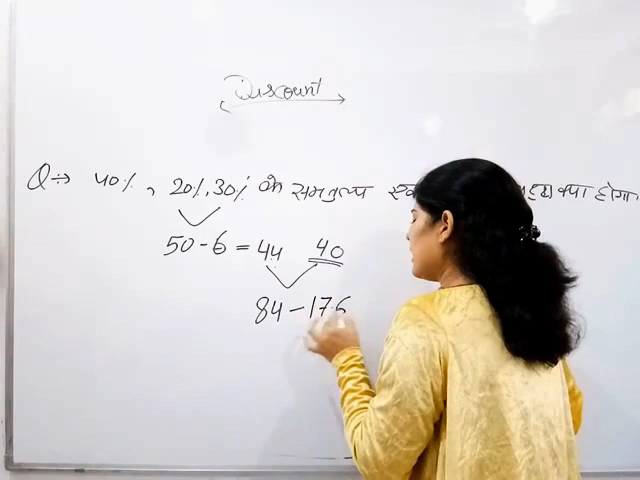 Discount
Q → 40%, 20%, 30% के समतुल्य क्या होगा
50 - 6 = 44 40
84 - 17.6